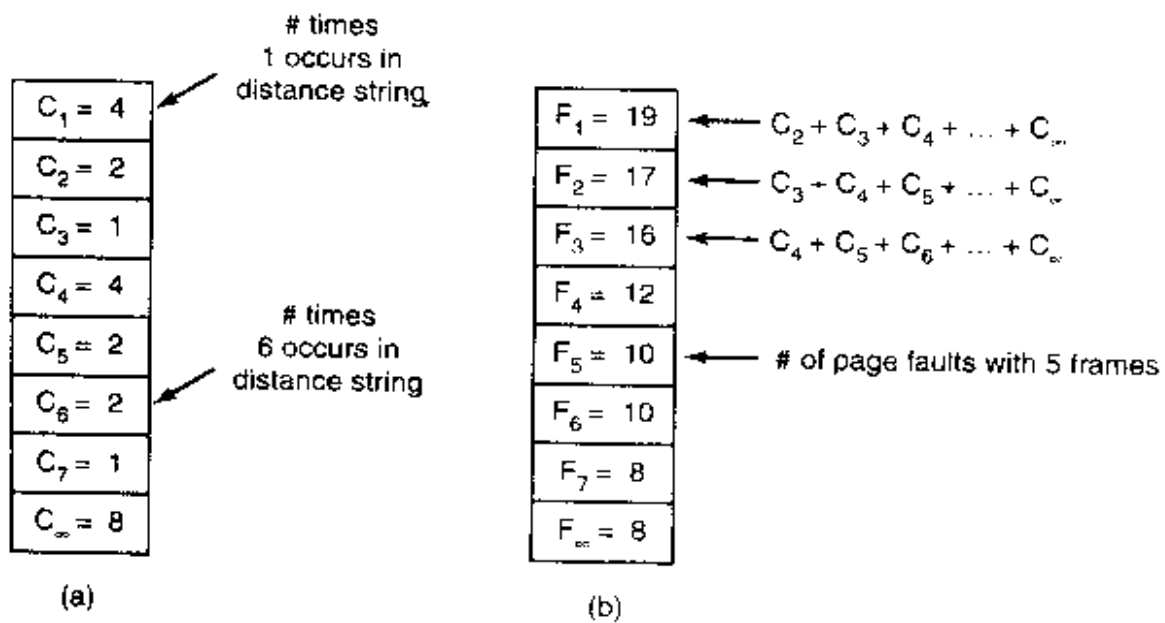 # times
1 occurs in
distance string
C₁ = 4
C₂ = 2
C₃ = 1
C₄ = 4
C₅ = 2
C₆ = 2
C₇ = 1
C∞ = 8
# times
6 occurs in
distance string
(a)
F₁ = 19
F₂ = 17
F₃ = 16
F₄ = 12
F₅ = 10
F₆ = 10
F₇ = 8
F∞ = 8
C₂ + C₃ + C₄ + ... + C∞
C₃ + C₄ + C₅ + ... + C∞
C₄ + C₅ + C₆ + ... + C∞
# of page faults with 5 frames
(b)